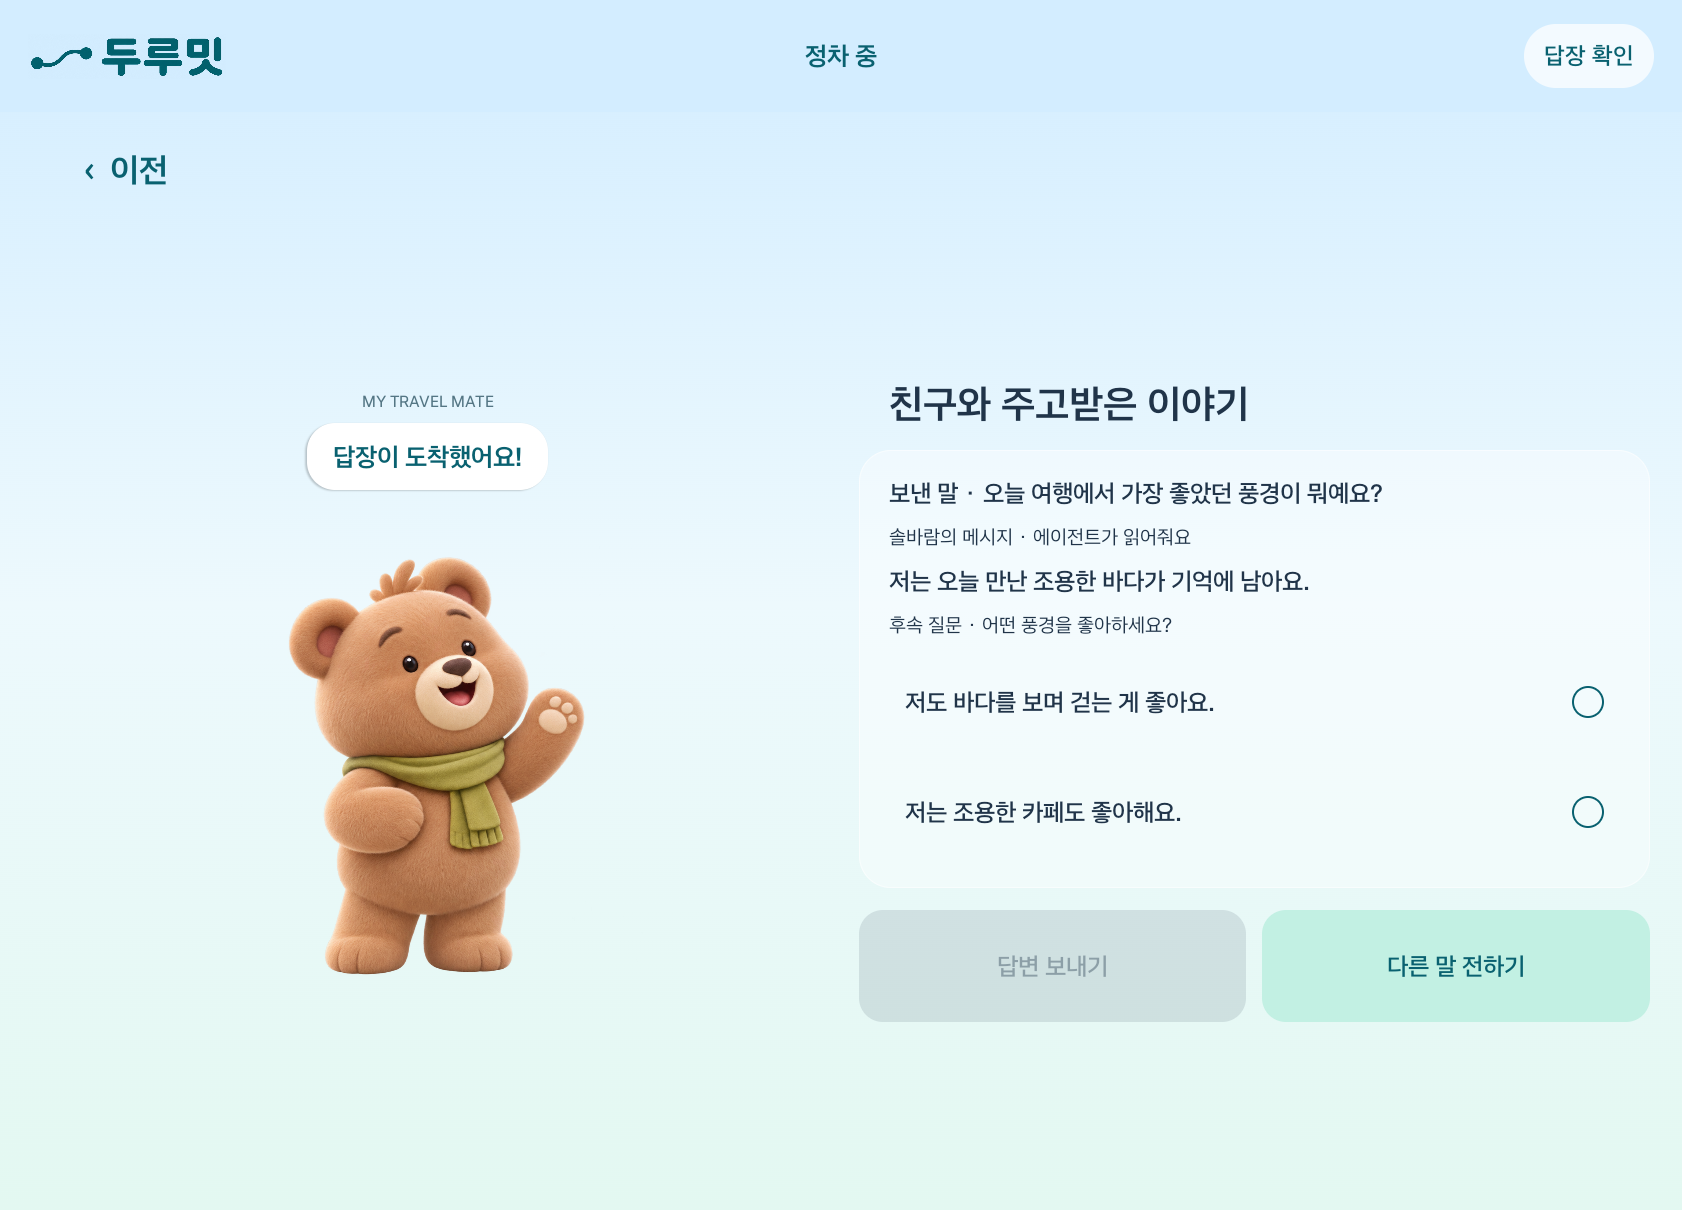 두루밋
정차 중
답장 확인
‹ 이전
MY TRAVEL MATE
답장이 도착했어요!
친구와 주고받은 이야기
보낸 말 · 오늘 여행에서 가장 좋았던 풍경이 뭐예요?
솔바람의 메시지 · 에이전트가 읽어줘요
저는 오늘 만난 조용한 바다가 기억에 남아요.
후속 질문 · 어떤 풍경을 좋아하세요?
저도 바다를 보며 걷는 게 좋아요.
저는 조용한 카페도 좋아해요.
답변 보내기
다른 말 전하기